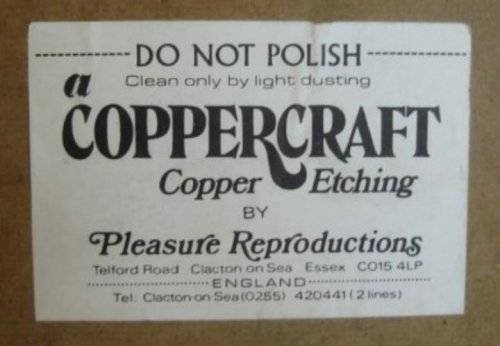 DO NOT POLISH
Clean only by light dusting
a
COPPERCRAFT
Copper Etching
BY
Pleasure Reproductions
Telford Road Clacton on Sea Essex CO15 4LP
ENGLAND
Tel: Clacton-on Sea (0255) 420441 (2 lines)